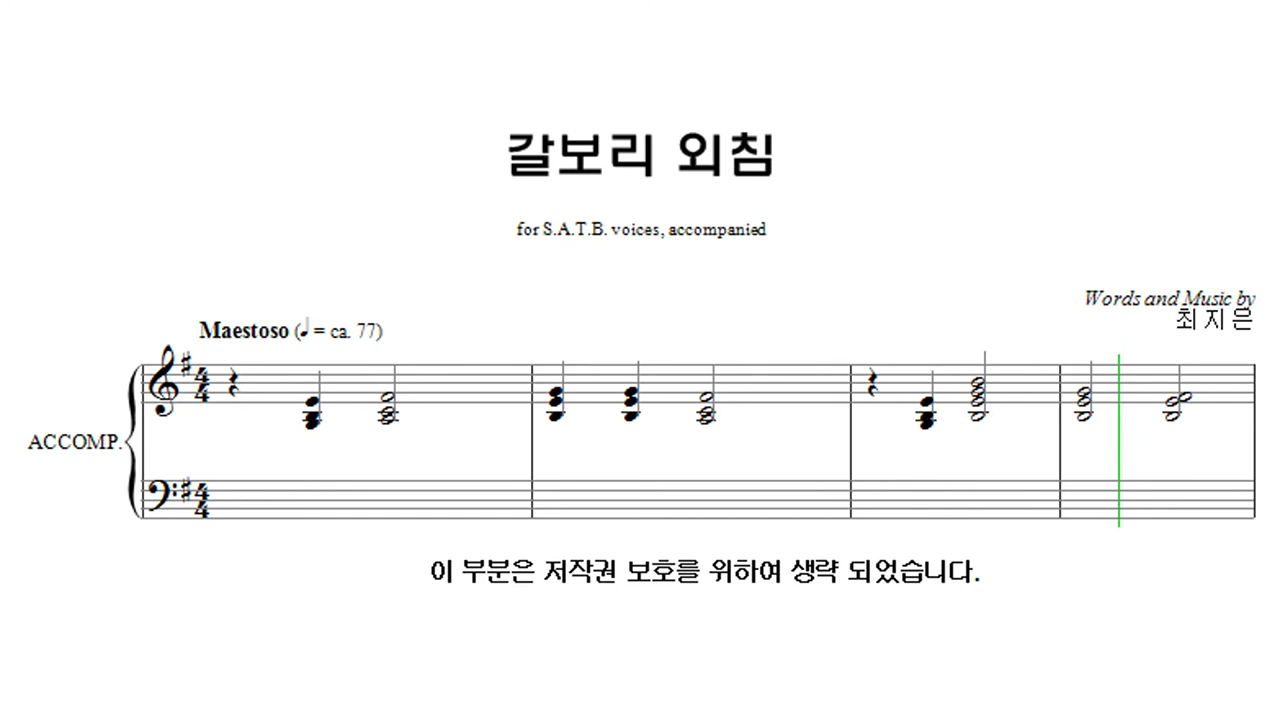 갈보리 외침
for S.A.T.B. voices, accompanied
Words and Music by
최 지 은
Maestoso (♩ = ca. 77)
ACCOMP.
이 부분은 저작권 보호를 위하여 생략 되었습니다.